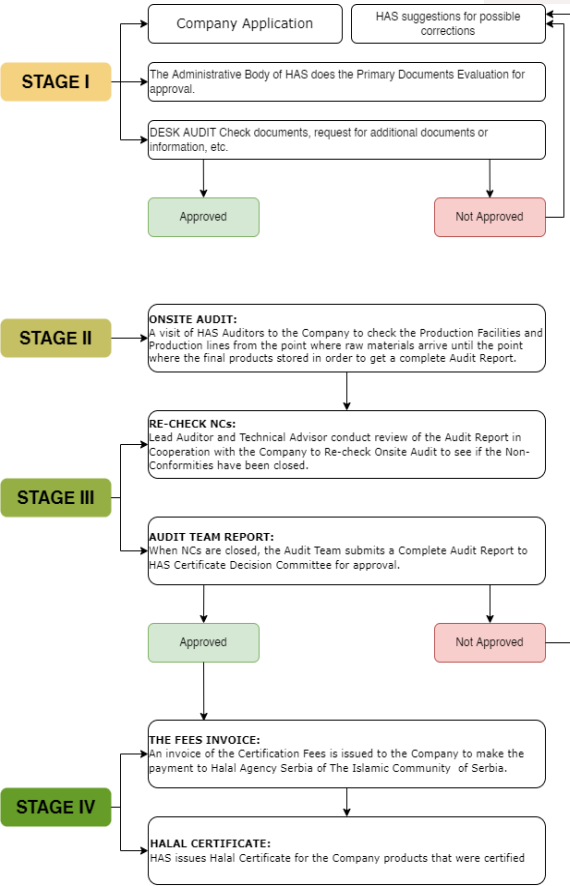 Company Application
HAS suggestions for possible
corrections
STAGE I
The Administrative Body of HAS does the Primary Documents Evaluation for
approval.
DESK AUDIT Check documents, request for additional documents or
information, etc.
Approved
Not Approved
STAGE II
ONSITE AUDIT:
A visit of HAS Auditors to the Company to check the Production Facilities and
Production lines from the point where raw materials arrive until the point
where the final products stored in order to get a complete Audit Report.
STAGE III
RE-CHECK NCs:
Lead Auditor and Technical Advisor conduct review of the Audit Report in
Cooperation with the Company to Re-check Onsite Audit to see if the Non-
Conformities have been closed.
AUDIT TEAM REPORT:
When NCs are closed, the Audit Team submits a Complete Audit Report to
HAS Certificate Decision Committee for approval.
Approved
Not Approved
STAGE IV
THE FEES INVOICE:
An invoice of the Certification Fees is issued to the Company to make the
payment to Halal Agency Serbia of The Islamic Community of Serbia.
HALAL CERTIFICATE:
HAS issues Halal Certificate for the Company products that were certified